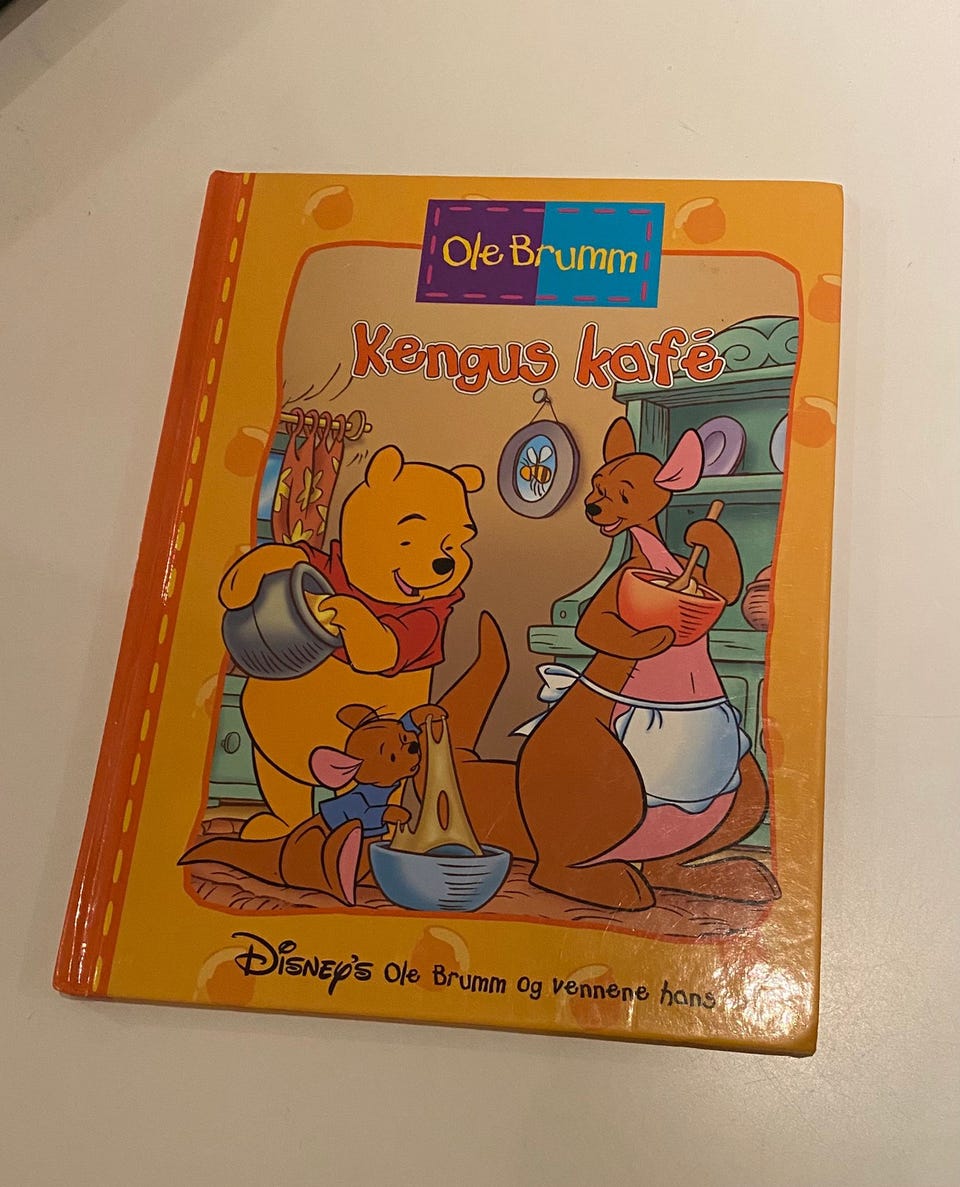 Ole Brumm
Kengus kafé
Disney's Ole Brumm og vennene hans